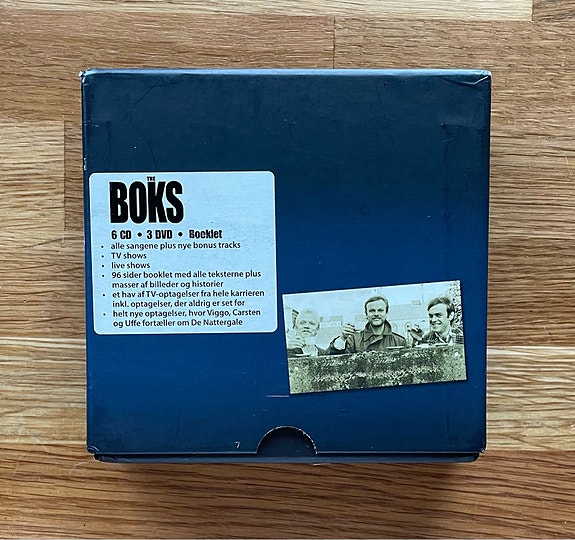 THE
BOKS
6 CD • 3 DVD • Booklet
• alle sangene plus nye bonus tracks
• TV shows
• live shows
• 96 sider booklet med alle teksterne plus
masser af billeder og historier
• et hav af TV-optagelser fra hele karrieren
inkl. optagelser, der aldrig er set før
• helt nye optagelser, hvor Viggo, Carsten
og Uffe fortæller om De Nattergale